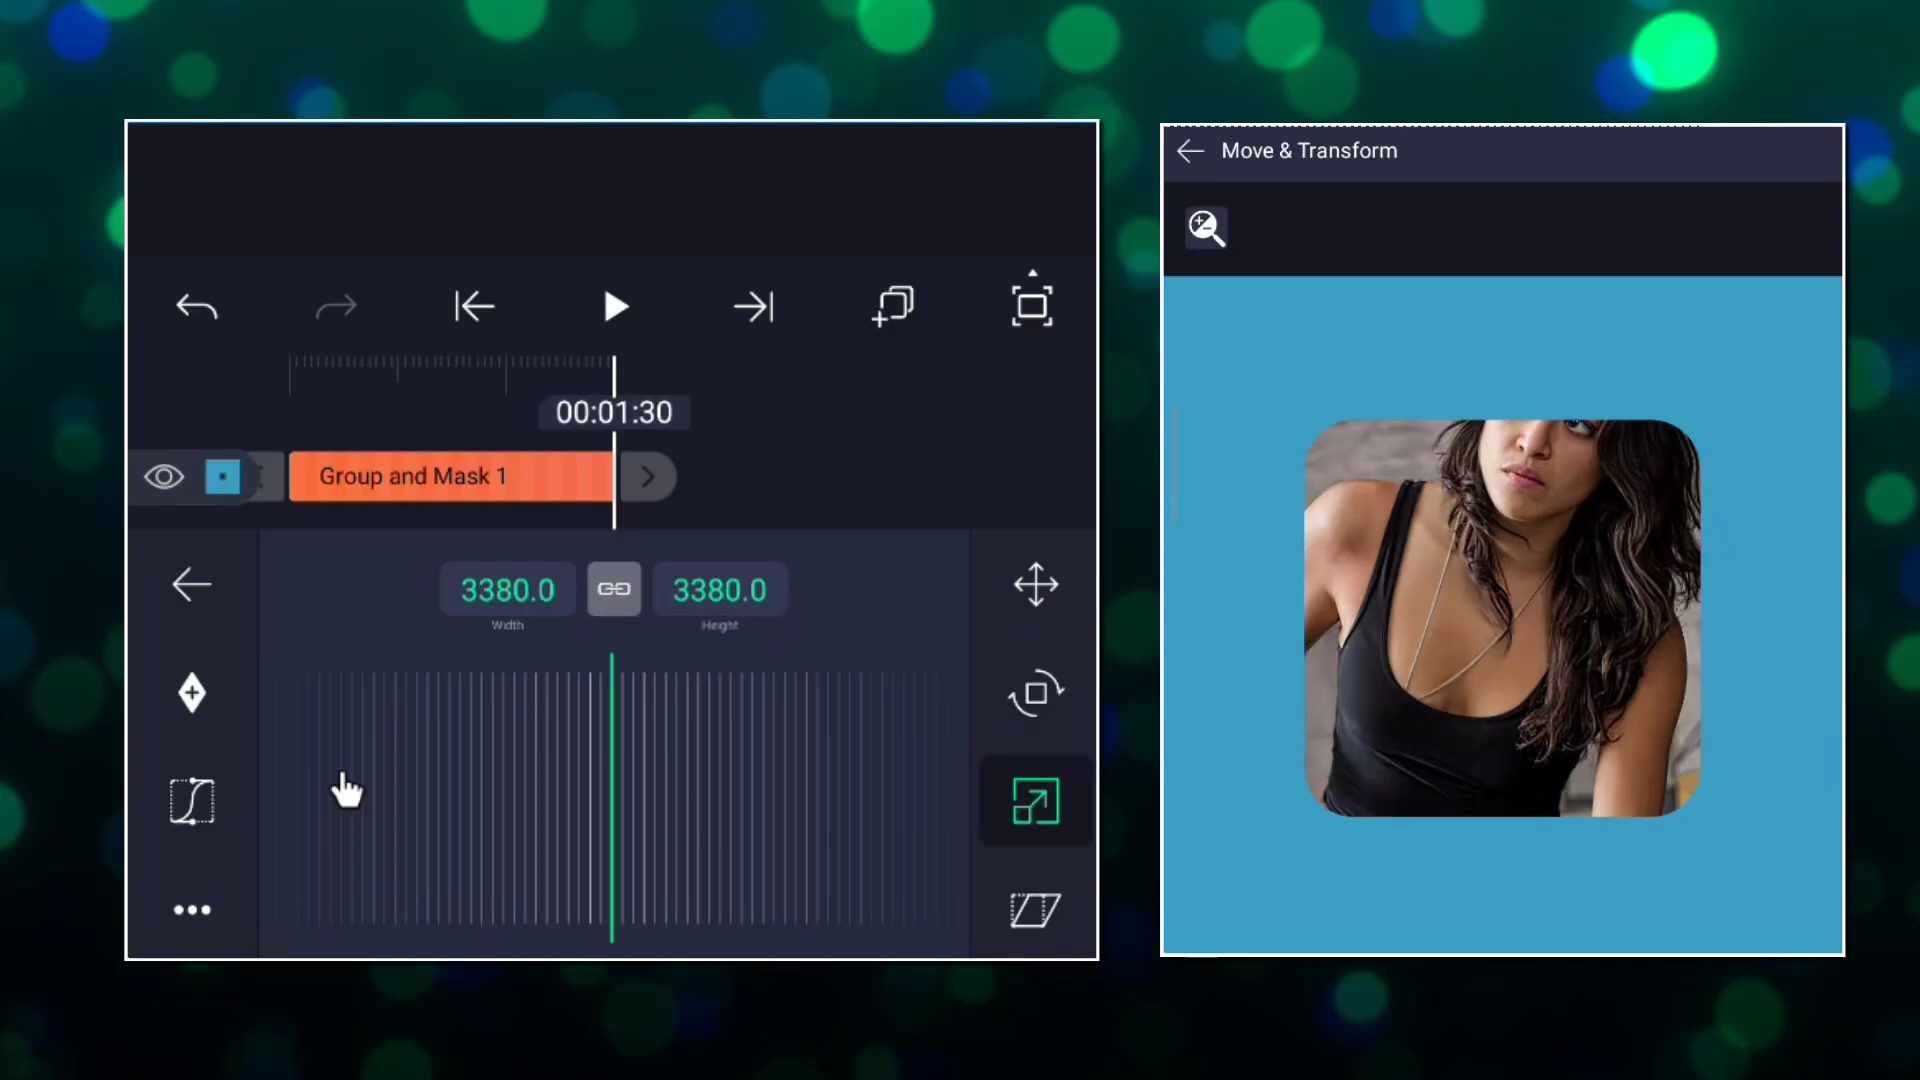 Move & Transform
00:01:30
Group and Mask 1
3380.0 3380.0
Width Height